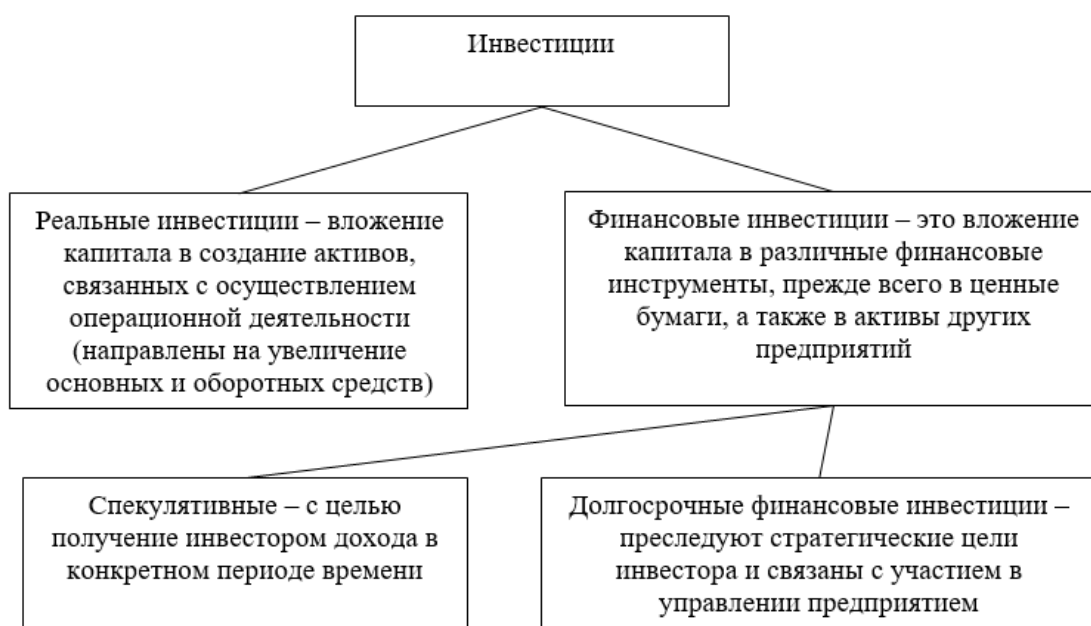 Инвестиции
Реальные инвестиции – вложение
капитала в создание активов,
связанных с осуществлением
операционной деятельности
(направлены на увеличение
основных и оборотных средств)
Финансовые инвестиции – это вложение
капитала в различные финансовые
инструменты, прежде всего в ценные
бумаги, а также в активы других
предприятий
Спекулятивные – с целью
получение инвестором дохода в
конкретном периоде времени
Долгосрочные финансовые инвестиции –
преследуют стратегические цели
инвестора и связаны с участием в
управлении предприятием